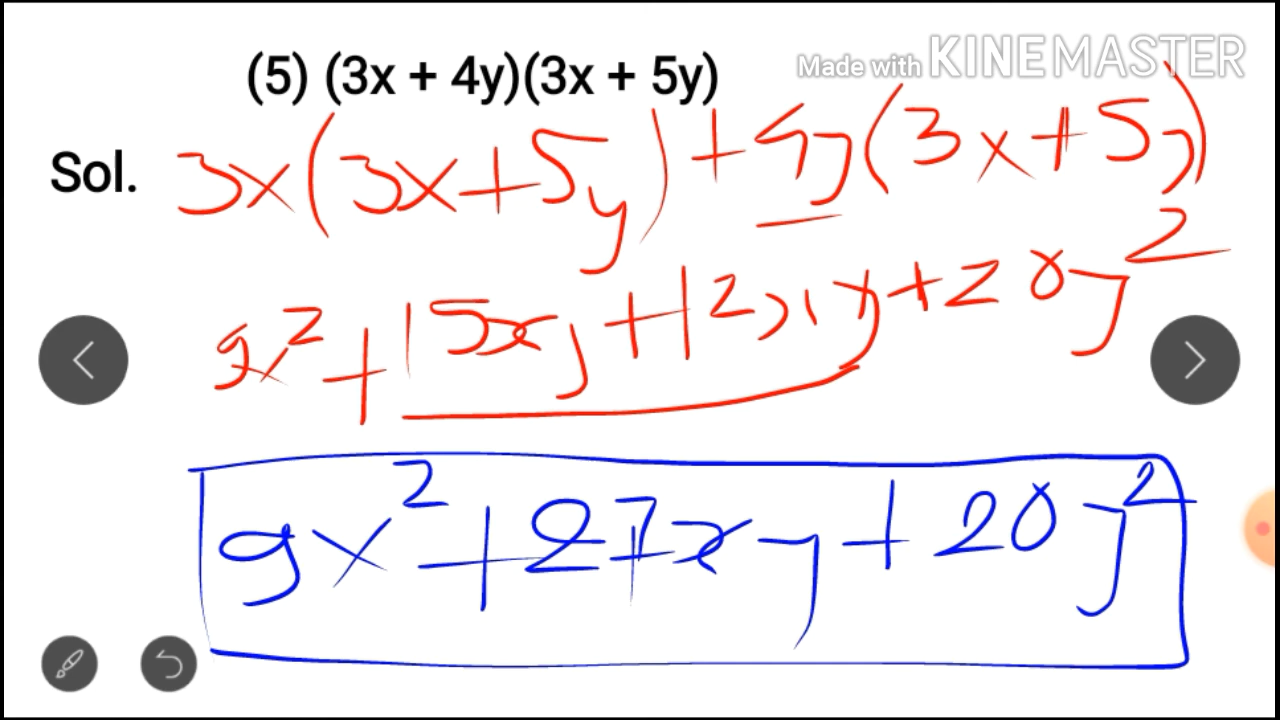 Made with KINEMASTER
(5) (3x + 4y)(3x + 5y)
Sol. 3x(3x+5y)+4y(3x+5y)
9x²+15xy+12xy+20y²
9x²+27xy+20y²